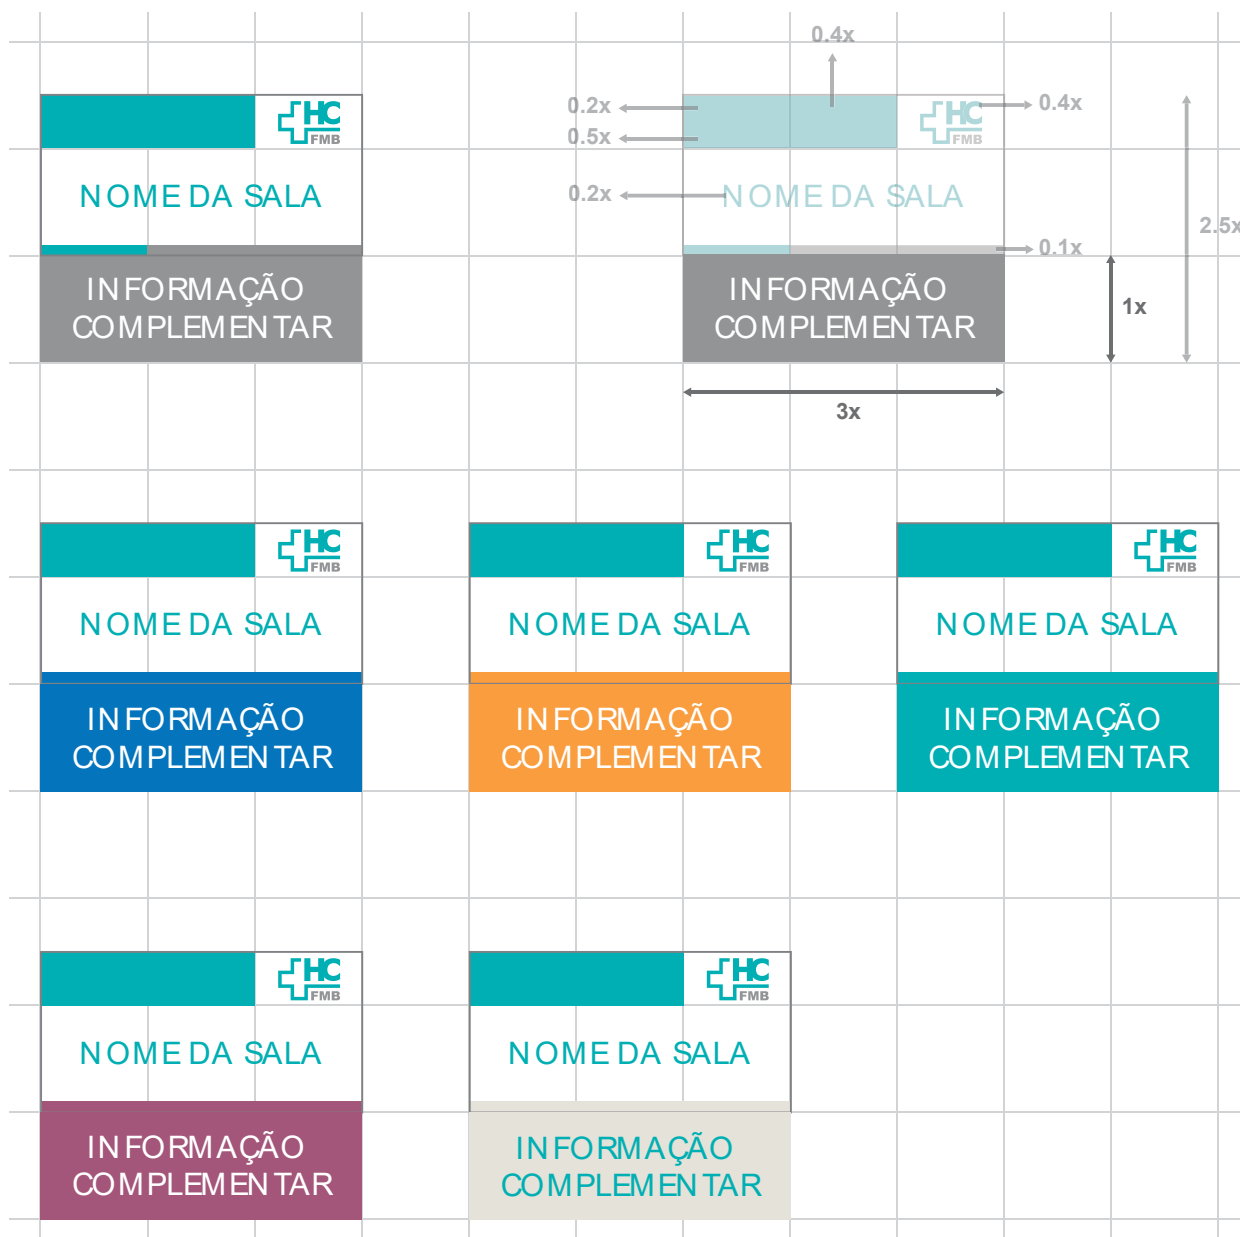 HC
FMB
NOME DA SALA
INFORMAÇÃO
COMPLEMENTAR
0.4x
0.2x
0.5x
0.2x
HC
FMB
0.4x
NOME DA SALA
0.1x
2.5x
INFORMAÇÃO
COMPLEMENTAR
1x
3x
HC
FMB
NOME DA SALA
INFORMAÇÃO
COMPLEMENTAR
HC
FMB
NOME DA SALA
INFORMAÇÃO
COMPLEMENTAR
HC
FMB
NOME DA SALA
INFORMAÇÃO
COMPLEMENTAR
HC
FMB
NOME DA SALA
INFORMAÇÃO
COMPLEMENTAR
HC
FMB
NOME DA SALA
INFORMAÇÃO
COMPLEMENTAR